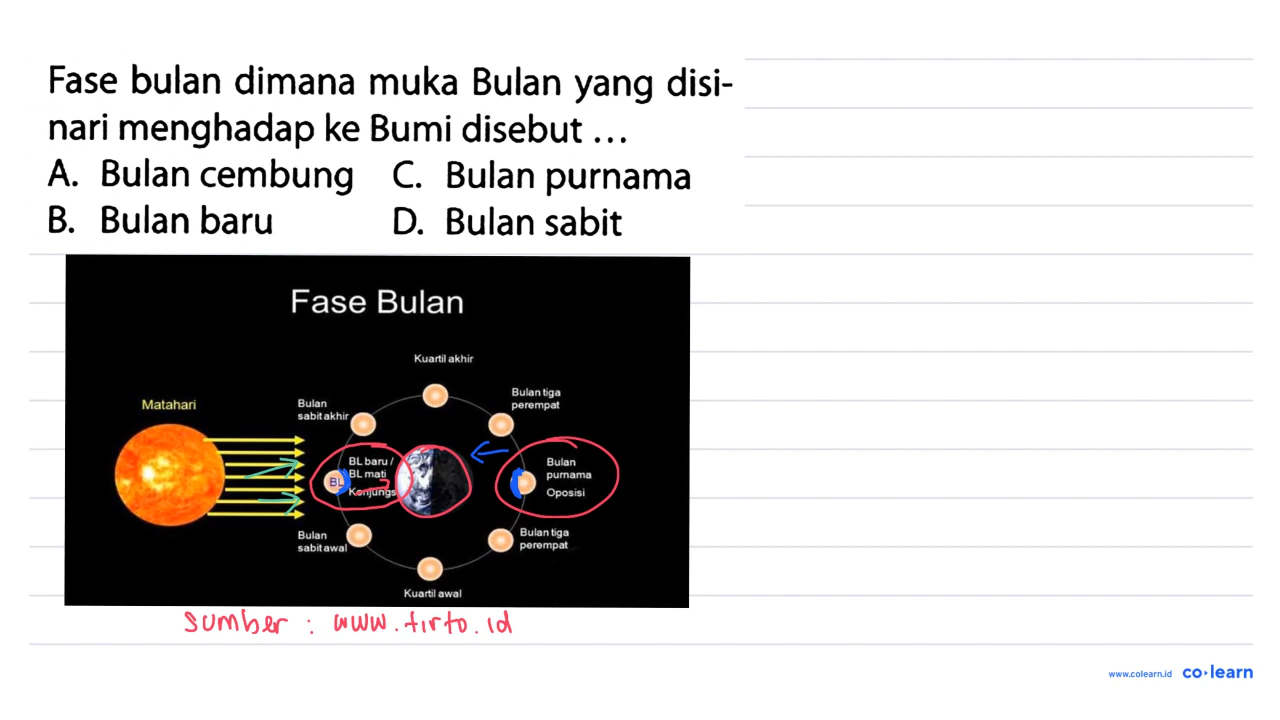 Fase bulan dimana muka Bulan yang disi-
nari menghadap ke Bumi disebut ...
A. Bulan cembung C. Bulan purnama
B. Bulan baru D. Bulan sabit
Fase Bulan
Kuartil akhir
Bulan tiga
perempat
Matahari
Bulan
sabit akhir
BL baru /
BL mati
Konjungs
BL
Bulan
purnama
Oposisi
Bulan
sabit awal
Bulan tiga
perempat
Kuartil awal
Sumber : www.tirto.id
www.colearn.id co·learn